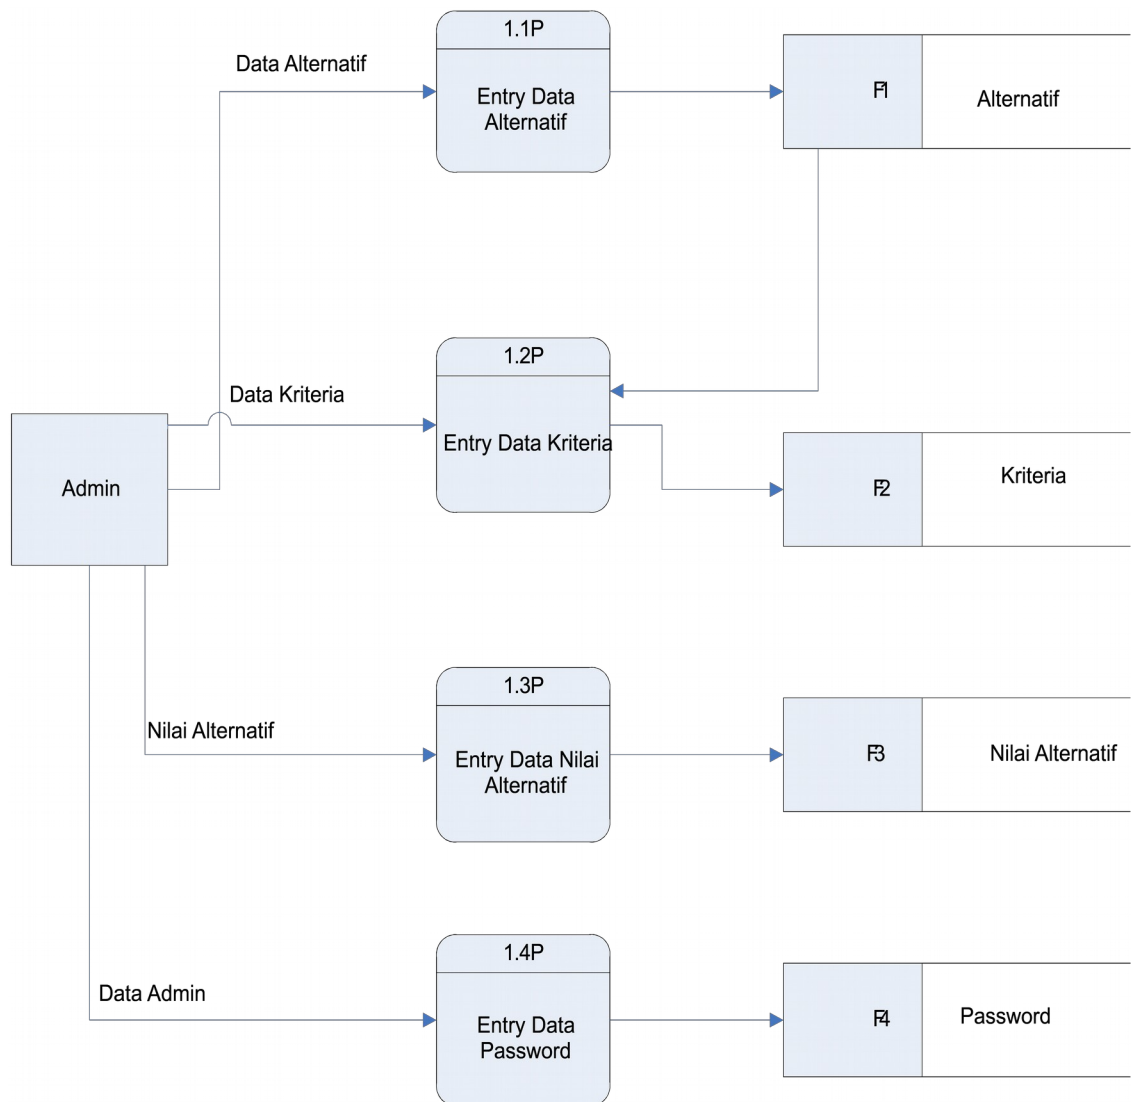 1.1P
Data Alternatif
Entry Data
Alternatif
F1
Alternatif
1.2P
Data Kriteria
Entry Data Kriteria
Admin
F2
Kriteria
1.3P
Nilai Alternatif
Entry Data Nilai
Alternatif
F3
Nilai Alternatif
1.4P
Data Admin
Entry Data
Password
F4
Password